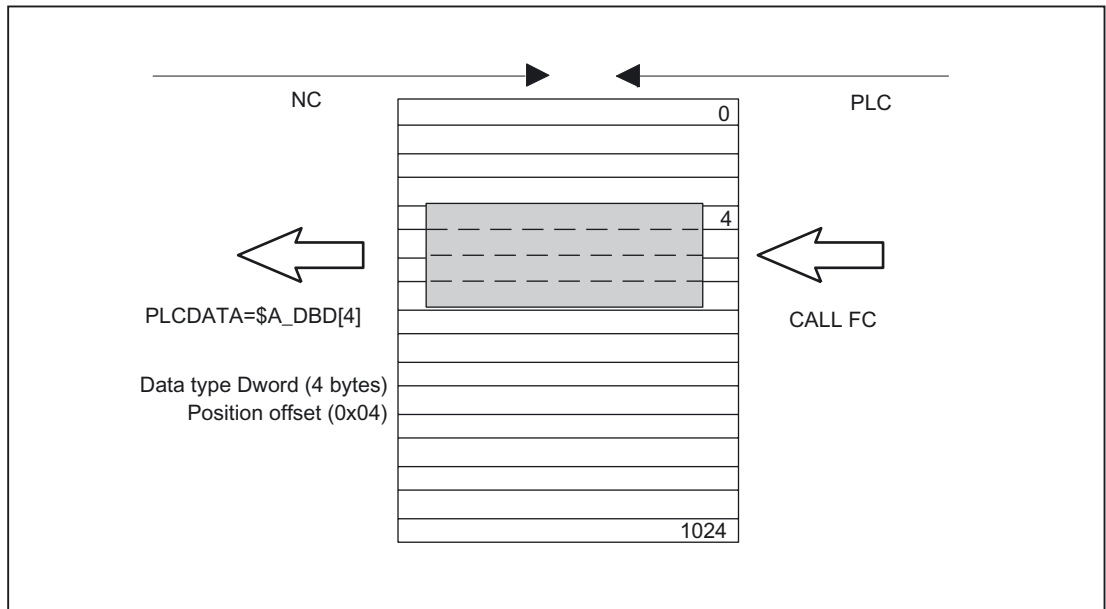 NC
PLC
0
4
PLCDATA=$A_DBD[4]
CALL FC
Data type Dword (4 bytes)
Position offset (0x04)
1024